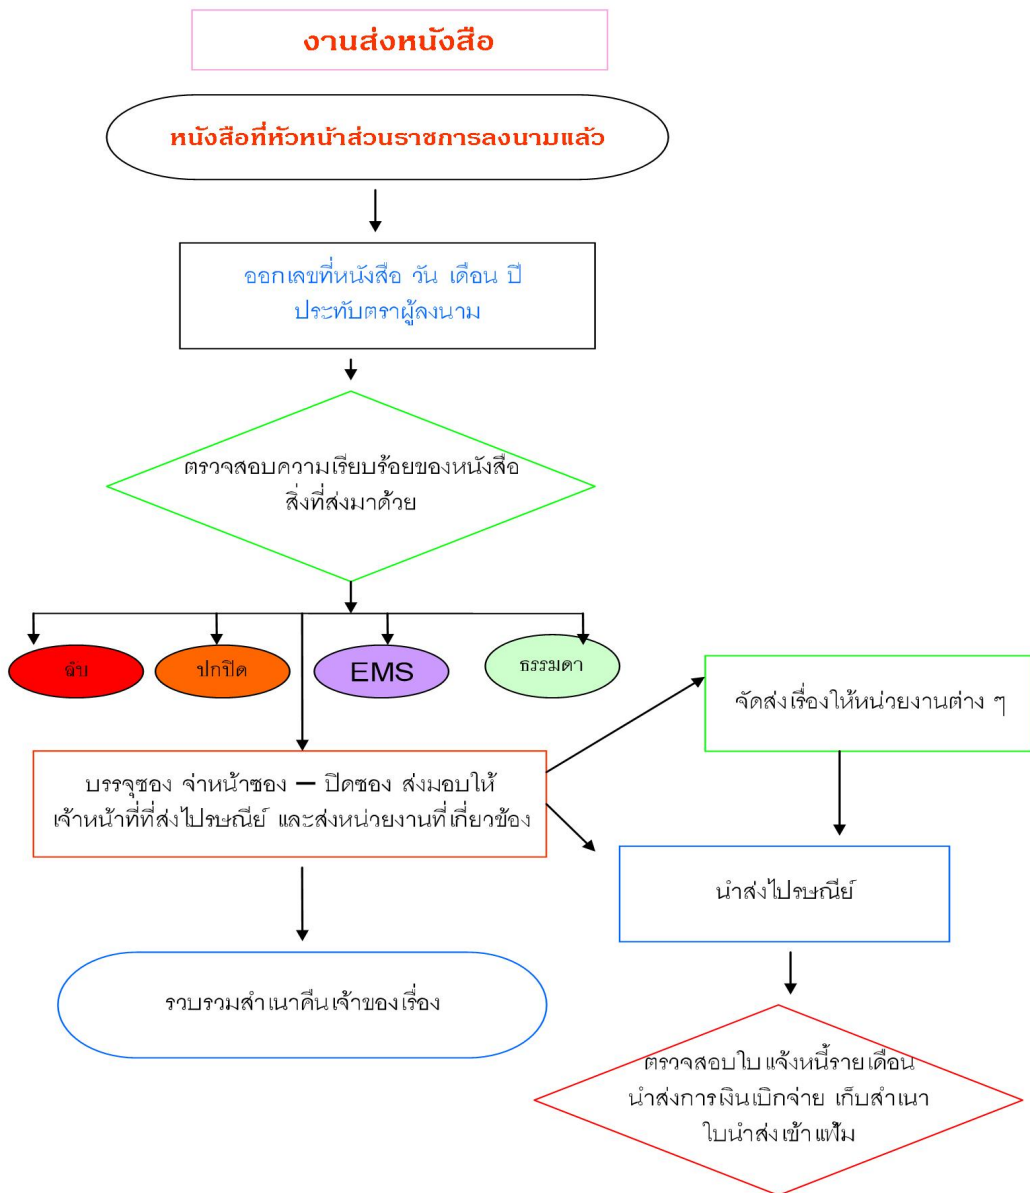 งานส่งหนังสือ
หนังสือที่หัวหน้าส่วนราชการลงนามแล้ว
ออกเลขที่หนังสือ วัน เดือน ปี
ประทับตราผู้ลงนาม
ตรวจสอบความเรียบร้อยของหนังสือ
สิ่งที่ส่งมาด้วย
ลับ
ปกปิด
EMS
ธรรมดา
จัดส่งเรื่องให้หน่วยงานต่าง ๆ
บรรจุซอง จ่าหน้าซอง – ปิดซอง ส่งมอบให้
เจ้าหน้าที่ที่ส่งไปรษณีย์ และส่งหน่วยงานที่เกี่ยวข้อง
นำส่งไปรษณีย์
รวบรวมสำเนาคืนเจ้าของเรื่อง
ตรวจสอบใบแจ้งหนี้รายเดือน
นำส่งการเงินเบิกจ่าย เก็บสำเนา
ใบนำส่งเข้าแฟ้ม